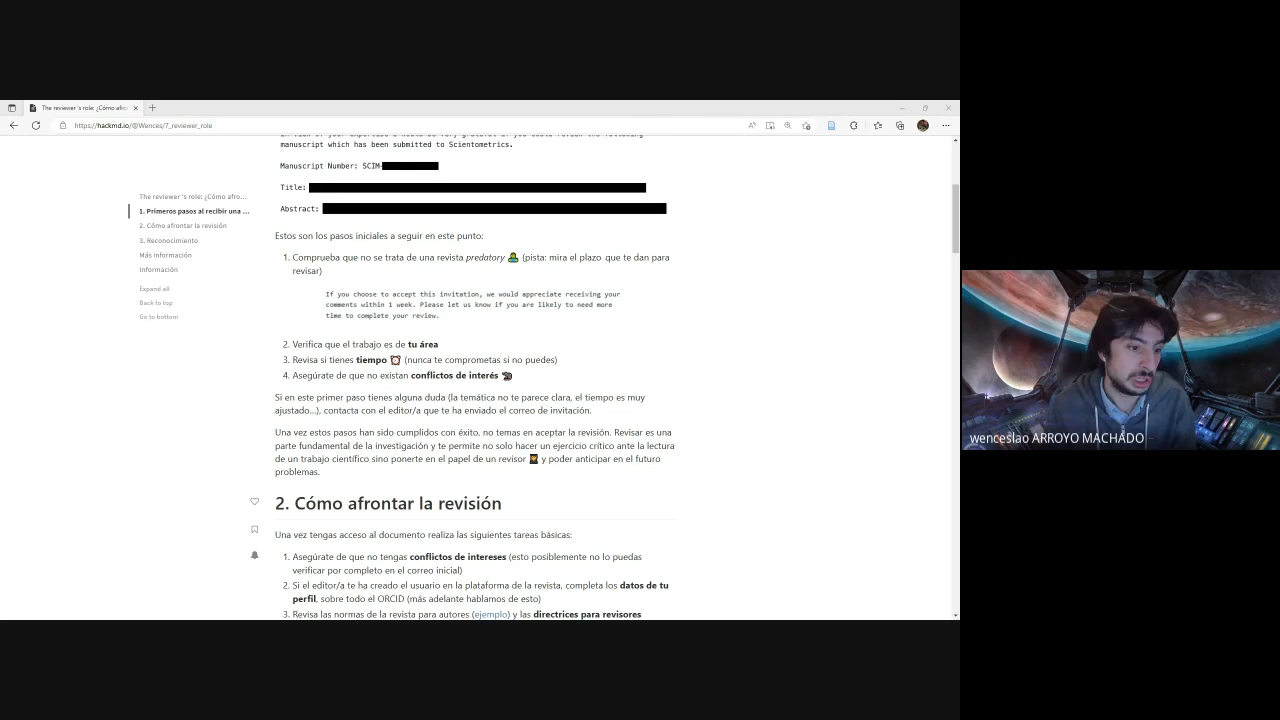 The reviewer 's role: ¿Cómo afro
https://hackmd.io/@Wences/7_reviewer_role
manuscript which has been submitted to Scientometrics.
Manuscript Number: SCIM-
Title:
Abstract:
The reviewer 's role: ¿Cómo afro...
1. Primeros pasos al recibir una ...
2. Cómo afrontar la revisión
3. Reconocimiento
Más información
Información
Expand all
Back to top
Go to bottom
Estos son los pasos iniciales a seguir en este punto:
1. Comprueba que no se trata de una revista predatory (pista: mira el plazo que te dan para
revisar)
If you choose to accept this invitation, we would appreciate receiving your
comments within 1 week. Please let us know if you are likely to need more
time to complete your review.
2. Verifica que el trabajo es de tu área
3. Revisa si tienes tiempo ⏰ (nunca te comprometas si no puedes)
4. Asegúrate de que no existan conflictos de interés
Si en este primer paso tienes alguna duda (la temática no te parece clara, el tiempo es muy
ajustado...), contacta con el editor/a que te ha enviado el correo de invitación.
Una vez estos pasos han sido cumplidos con éxito, no temas en aceptar la revisión. Revisar es una
parte fundamental de la investigación y te permite no solo hacer un ejercicio crítico ante la lectura
de un trabajo científico sino ponerte en el papel de un revisor y poder anticipar en el futuro
problemas.
2. Cómo afrontar la revisión
Una vez tengas acceso al documento realiza las siguientes tareas básicas:
1. Asegúrate de que no tengas conflictos de intereses (esto posiblemente no lo puedas
verificar por completo en el correo inicial)
2. Si el editor/a te ha creado el usuario en la plataforma de la revista, completa los datos de tu
perfil, sobre todo el ORCID (más adelante hablamos de esto)
3. Revisa las normas de la revista para autores (ejemplo) y las directrices para revisores
wenceslao ARROYO MACHADO